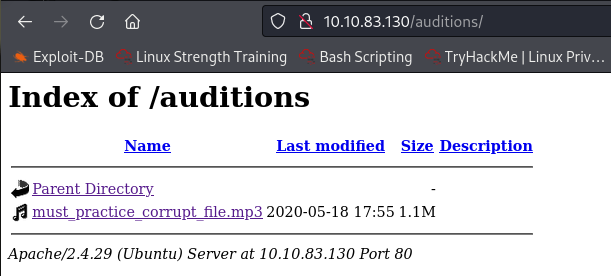 10.10.83.130/auditions/
Exploit-DB Linux Strength Training Bash Scripting TryHackMe | Linux Priv…
Index of /auditions
Name Last modified Size Description
Parent Directory -
must_practice_corrupt_file.mp3 2020-05-18 17:55 1.1M
Apache/2.4.29 (Ubuntu) Server at 10.10.83.130 Port 80